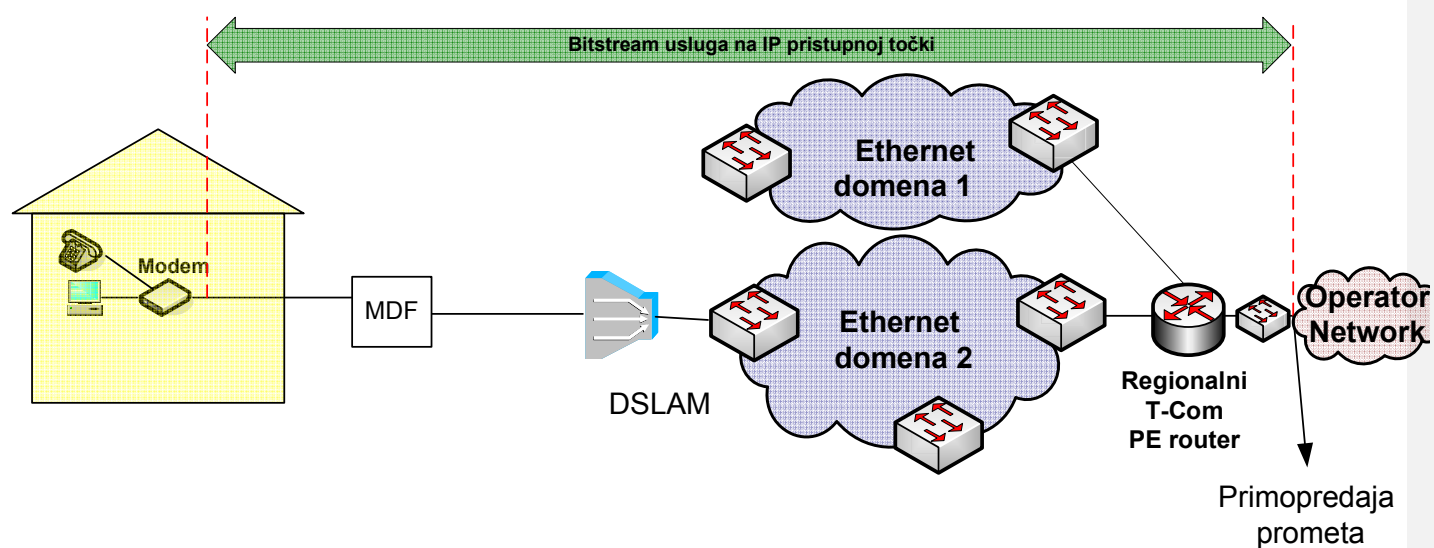 Bitstream usluga na IP pristupnoj točki
Ethernet
domena 1
Modem
MDF
DSLAM
Ethernet
domena 2
Regionalni
T-Com
PE router
Operator
Network
Primopredaja
prometa